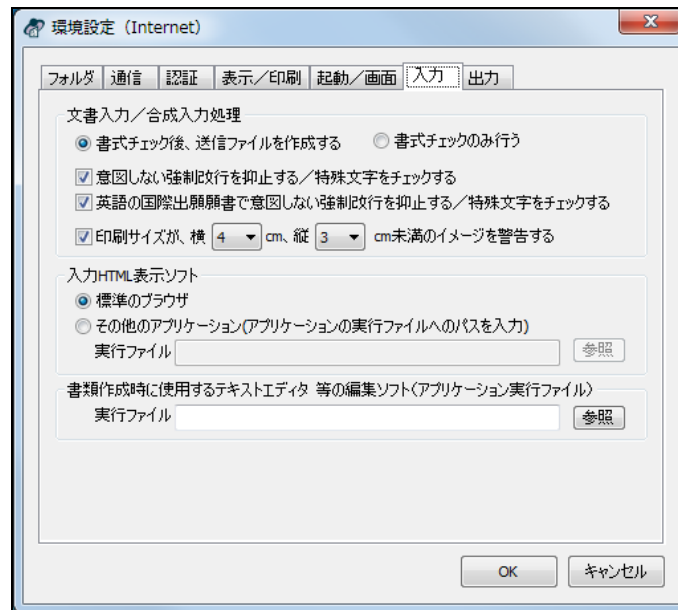 環境設定（Internet）
フォルダ 通信 認証 表示／印刷 起動／画面 入力 出力
文書入力／合成入力処理
書式チェック後、送信ファイルを作成する 書式チェックのみ行う
意図しない強制改行を抑止する／特殊文字をチェックする
英語の国際出願願書で意図しない強制改行を抑止する／特殊文字をチェックする
印刷サイズが、横 4 cm、縦 3 cm未満のイメージを警告する
入力HTML表示ソフト
標準のブラウザ
その他のアプリケーション(アプリケーションの実行ファイルへのパスを入力)
実行ファイル 参照
書類作成時に使用するテキストエディタ 等の編集ソフト(アプリケーション実行ファイル)
実行ファイル 参照
OK キャンセル